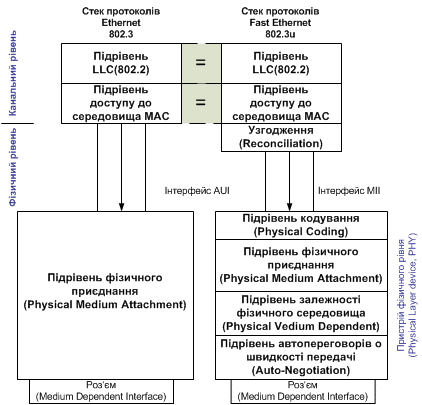 Стек протоколів
Ethernet
802.3
Стек протоколів
Fast Ethernet
802.3u
Канальний рівень
Підрівень
LLC(802.2)
=
Підрівень
LLC(802.2)
Підрівень
доступу до
середовища MAC
=
Підрівень
доступу до
середовища MAC
Фізичний рівень
Узгодження
(Reconciliation)
Інтерфейс AUI
Інтерфейс MII
Підрівень фізичного
приєднання
(Physical Medium Attachment)
Підрівень кодування
(Physical Coding)
Підрівень фізичного
приєднання
(Physical Medium Attachment)
Підрівень залежності
фізичного середовища
(Physical Vedium Dependent)
Підрівень автопереговорів о
швидкості передачі
(Auto-Negotiation)
Пристрій фізичного рівня
(Physical Layer device, PHY)
Роз'єм
(Medium Dependent Interface)
Роз'єм
(Medium Dependent Interface)